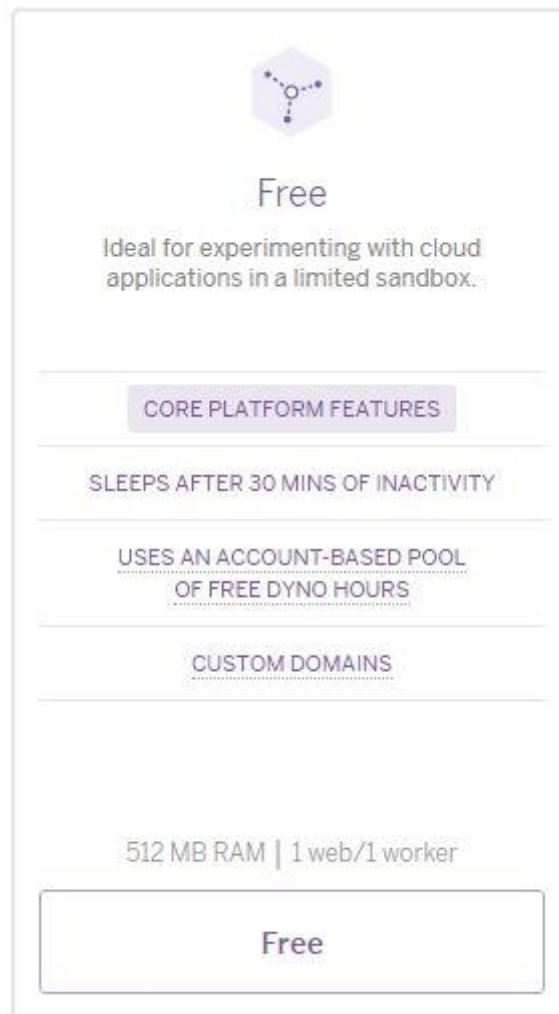 Free
Ideal for experimenting with cloud
applications in a limited sandbox.
CORE PLATFORM FEATURES
SLEEPS AFTER 30 MINS OF INACTIVITY
USES AN ACCOUNT-BASED POOL
OF FREE DYNO HOURS
CUSTOM DOMAINS
512 MB RAM | 1 web/1 worker
Free